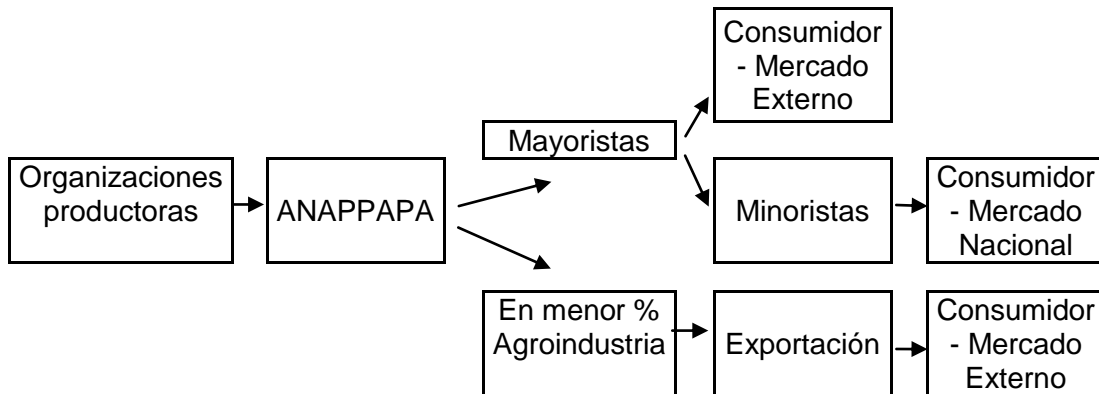 Consumidor
- Mercado
Externo
Mayoristas
Organizaciones
productoras
ANAPPAPA
Minoristas
Consumidor
- Mercado
Nacional
En menor %
Agroindustria
Exportación
Consumidor
- Mercado
Externo